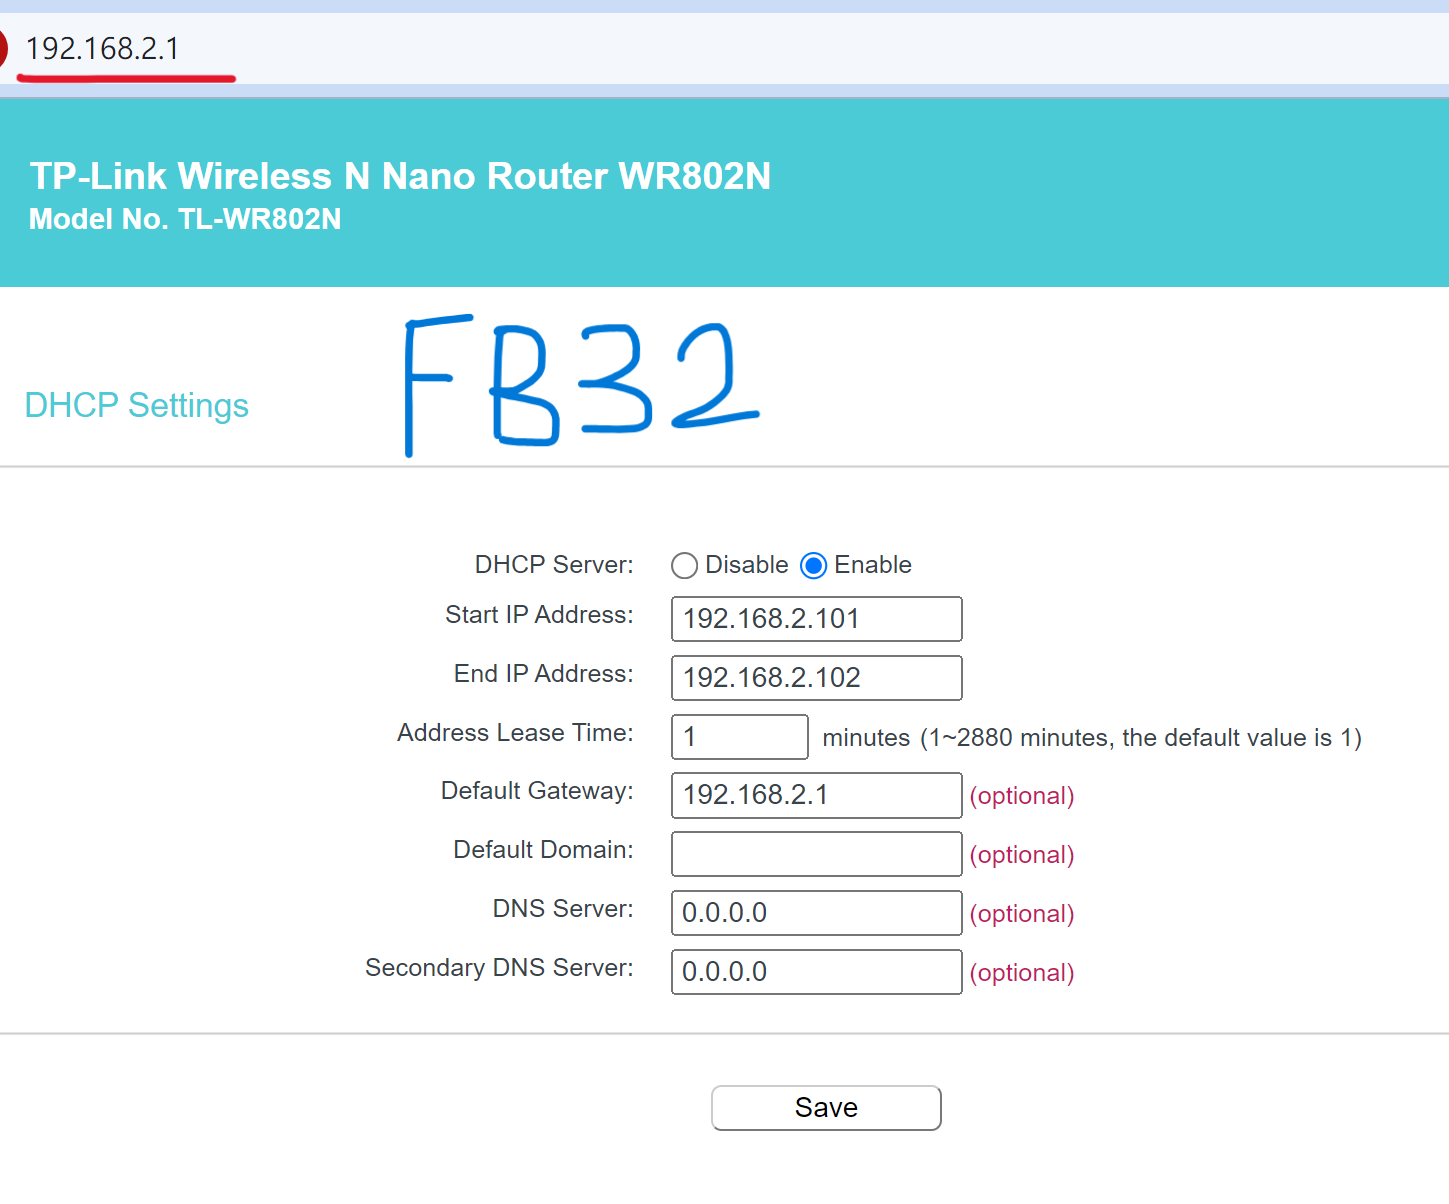 192.168.2.1
TP-Link Wireless N Nano Router WR802N
Model No. TL-WR802N
FB32
DHCP Settings
DHCP Server: Disable Enable
Start IP Address: 192.168.2.101
End IP Address: 192.168.2.102
Address Lease Time: 1 minutes (1~2880 minutes, the default value is 1)
Default Gateway: 192.168.2.1 (optional)
Default Domain: (optional)
DNS Server: 0.0.0.0 (optional)
Secondary DNS Server: 0.0.0.0 (optional)
Save